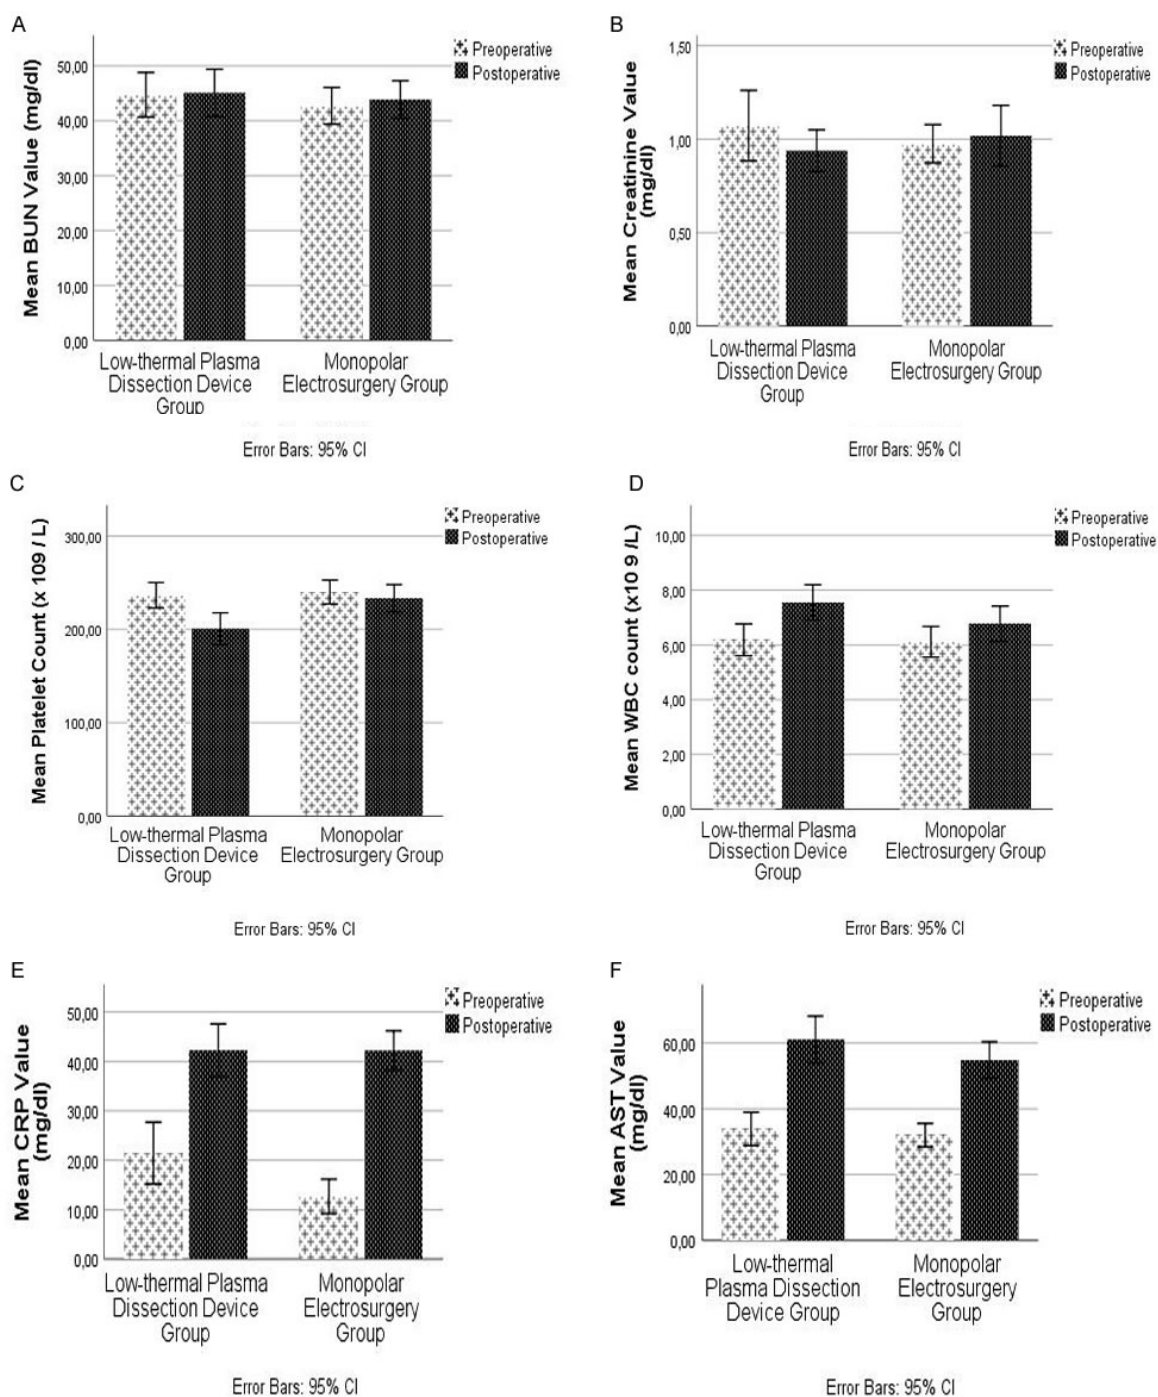 A
Mean BUN Value (mg/dl)
50,00
40,00
30,00
20,00
10,00
0,00
Preoperative
Postoperative
Low-thermal Plasma
Dissection Device
Group
Monopolar
Electrosurgery Group
Error Bars: 95% CI
B
Mean Creatinine Value
(mg/dl)
1,50
1,00
0,50
0,00
Preoperative
Postoperative
Low-thermal Plasma
Dissection Device
Group
Monopolar
Electrosurgery Group
Error Bars: 95% CI
C
Mean Platelet Count (x 109 / L)
300,00
200,00
100,00
0,00
Preoperative
Postoperative
Low-thermal Plasma
Dissection Device
Group
Monopolar
Electrosurgery Group
Error Bars: 95% CI
D
Mean WBC count (x10 9 /L)
10,00
8,00
6,00
4,00
2,00
0,00
Preoperative
Postoperative
Low-thermal Plasma
Dissection Device
Group
Monopolar
Electrosurgery Group
Error Bars: 95% CI
E
Mean CRP Value
(mg/dl)
50,00
40,00
30,00
20,00
10,00
0,00
Preoperative
Postoperative
Low-thermal Plasma
Dissection Device
Group
Monopolar
Electrosurgery
Group
Error Bars: 95% CI
F
Mean AST Value
(mg/dl)
60,00
40,00
20,00
0,00
Preoperative
Postoperative
Low-thermal
Plasma Dissection
Device Group
Monopolar
Electrosurgery
Group
Error Bars: 95% CI